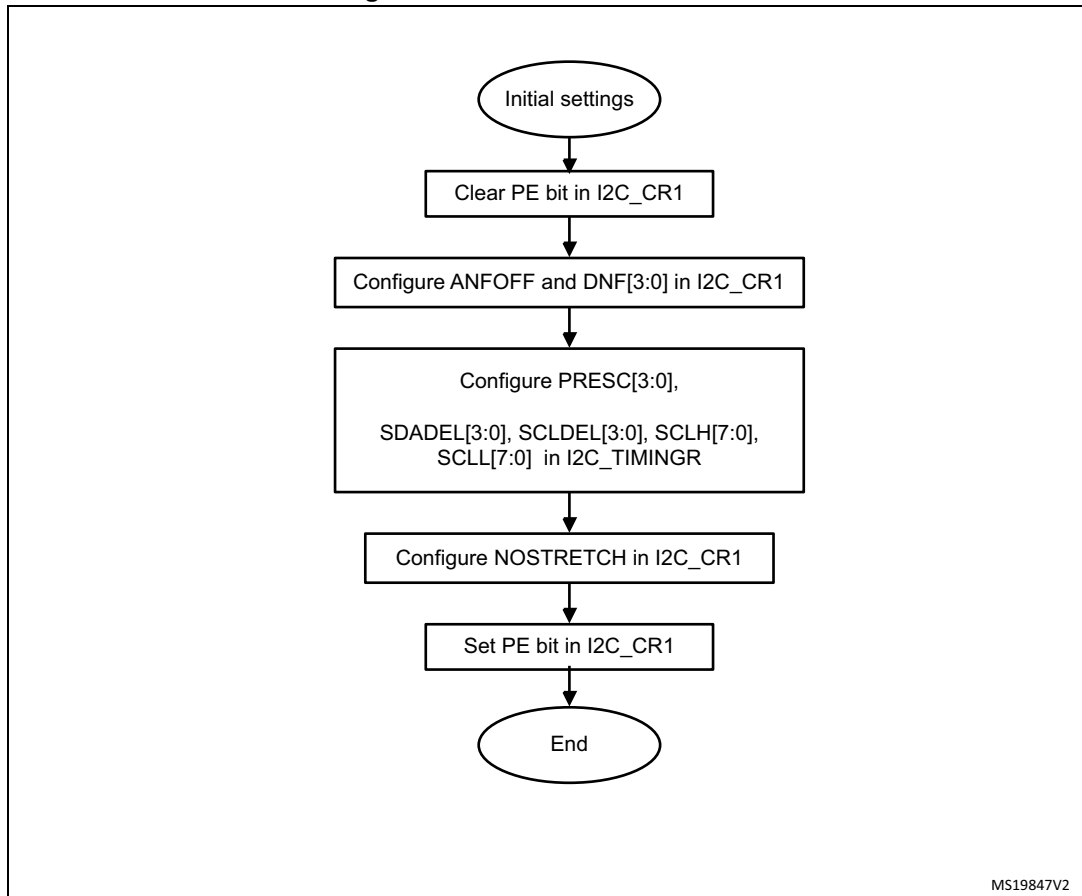 Initial settings
Clear PE bit in I2C_CR1
Configure ANFOFF and DNF[3:0] in I2C_CR1
Configure PRESC[3:0],
SDADEL[3:0], SCLDEL[3:0], SCLH[7:0],
SCLL[7:0] in I2C_TIMINGR
Configure NOSTRETCH in I2C_CR1
Set PE bit in I2C_CR1
End
MS19847V2